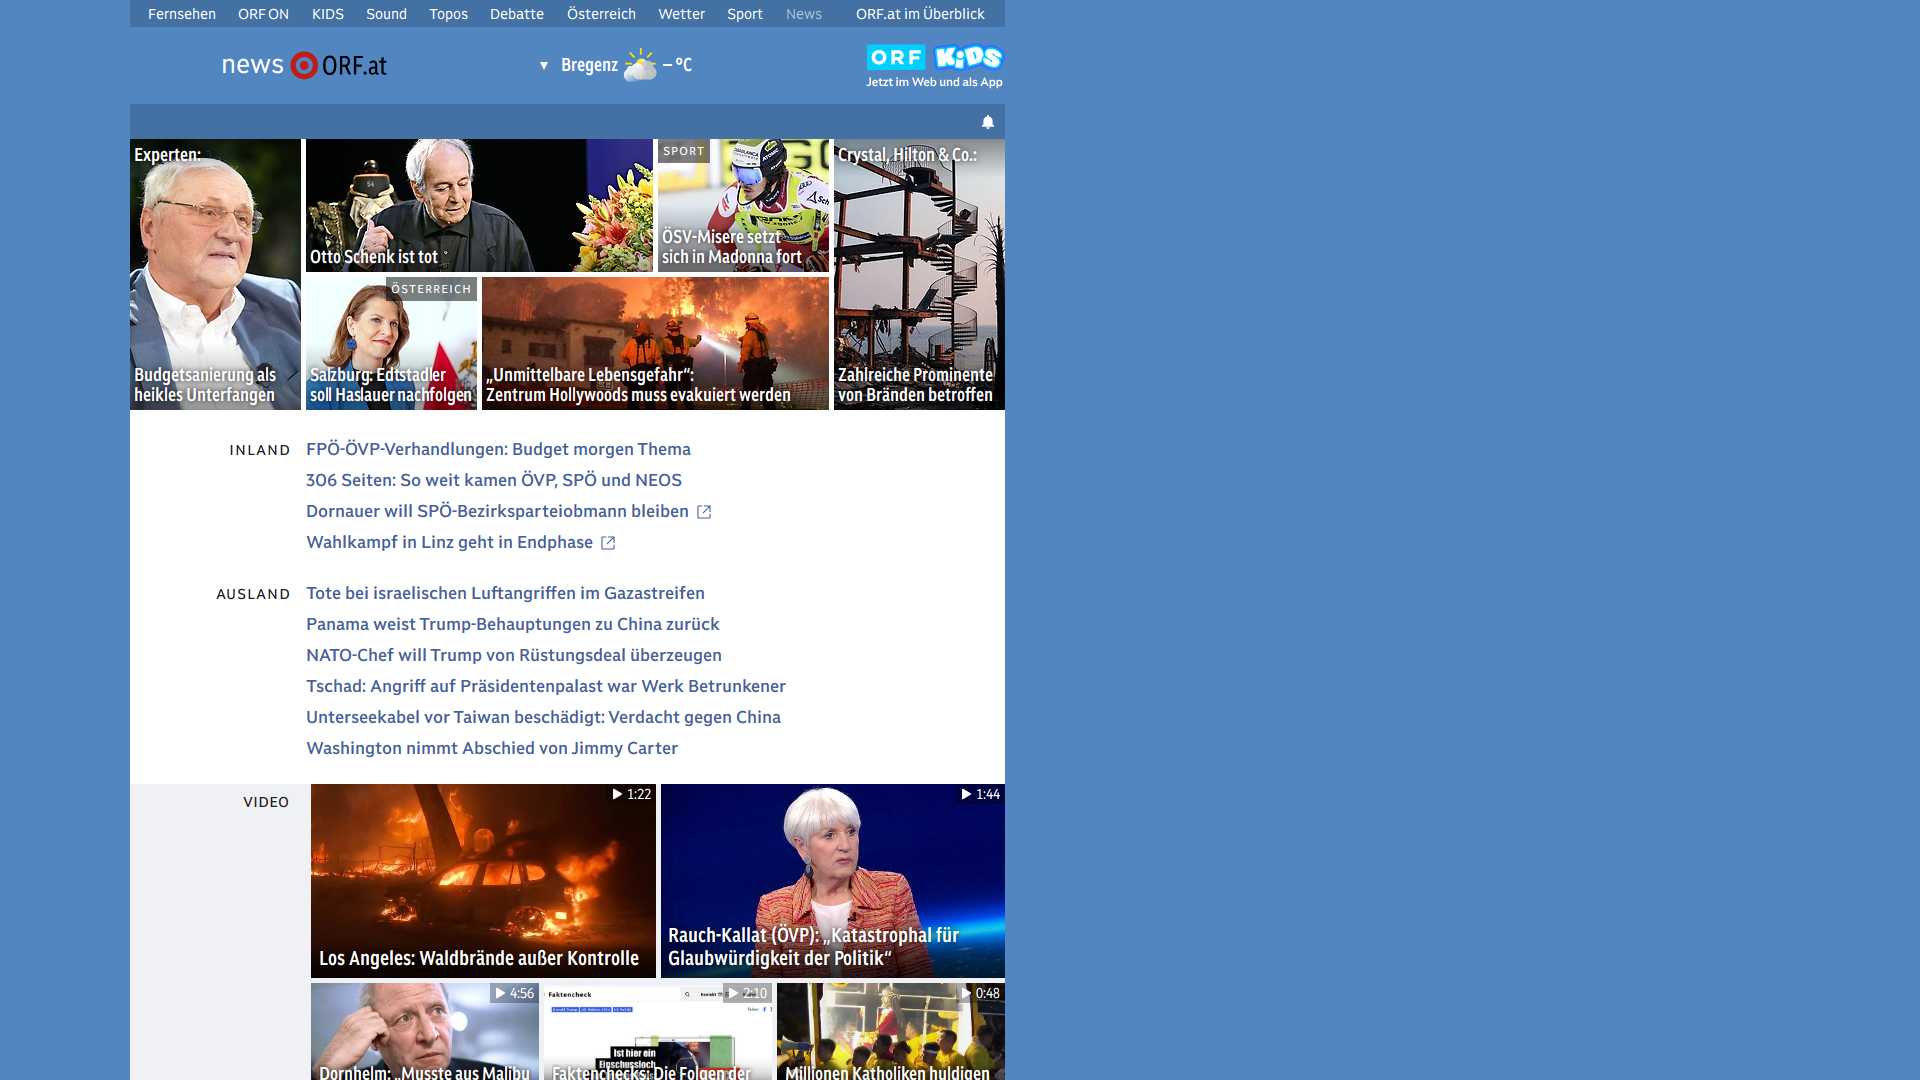 Fernsehen ORF ON KIDS Sound Topos Debatte Österreich Wetter Sport News ORF.at im Überblick
news ORF.at
Bregenz – °C
ORF KiDS
Jetzt im Web und als App
Experten:
Budgetsanierung als
heikles Unterfangen
Otto Schenk ist tot
SPORT
ÖSV-Misere setzt
sich in Madonna fort
Crystal, Hilton & Co.:
Zahlreiche Prominente
von Bränden betroffen
ÖSTERREICH
Salzburg: Edtstadler
soll Haslauer nachfolgen
„Unmittelbare Lebensgefahr“:
Zentrum Hollywoods muss evakuiert werden
INLAND
FPÖ-ÖVP-Verhandlungen: Budget morgen Thema
306 Seiten: So weit kamen ÖVP, SPÖ und NEOS
Dornauer will SPÖ-Bezirksparteiobmann bleiben
Wahlkampf in Linz geht in Endphase
AUSLAND
Tote bei israelischen Luftangriffen im Gazastreifen
Panama weist Trump-Behauptungen zu China zurück
NATO-Chef will Trump von Rüstungsdeal überzeugen
Tschad: Angriff auf Präsidentenpalast war Werk Betrunkener
Unterseekabel vor Taiwan beschädigt: Verdacht gegen China
Washington nimmt Abschied von Jimmy Carter
VIDEO
1:22
Los Angeles: Waldbrände außer Kontrolle
1:44
Rauch-Kallat (ÖVP): „Katastrophal für
Glaubwürdigkeit der Politik“
4:56
Dornhelm: „Musste aus Malibu
Faktencheck
2:10
Ist hier ein
Einschussloch
Faktenchecks: Die Folgen der
0:48
Millionen Katholiken huldigen